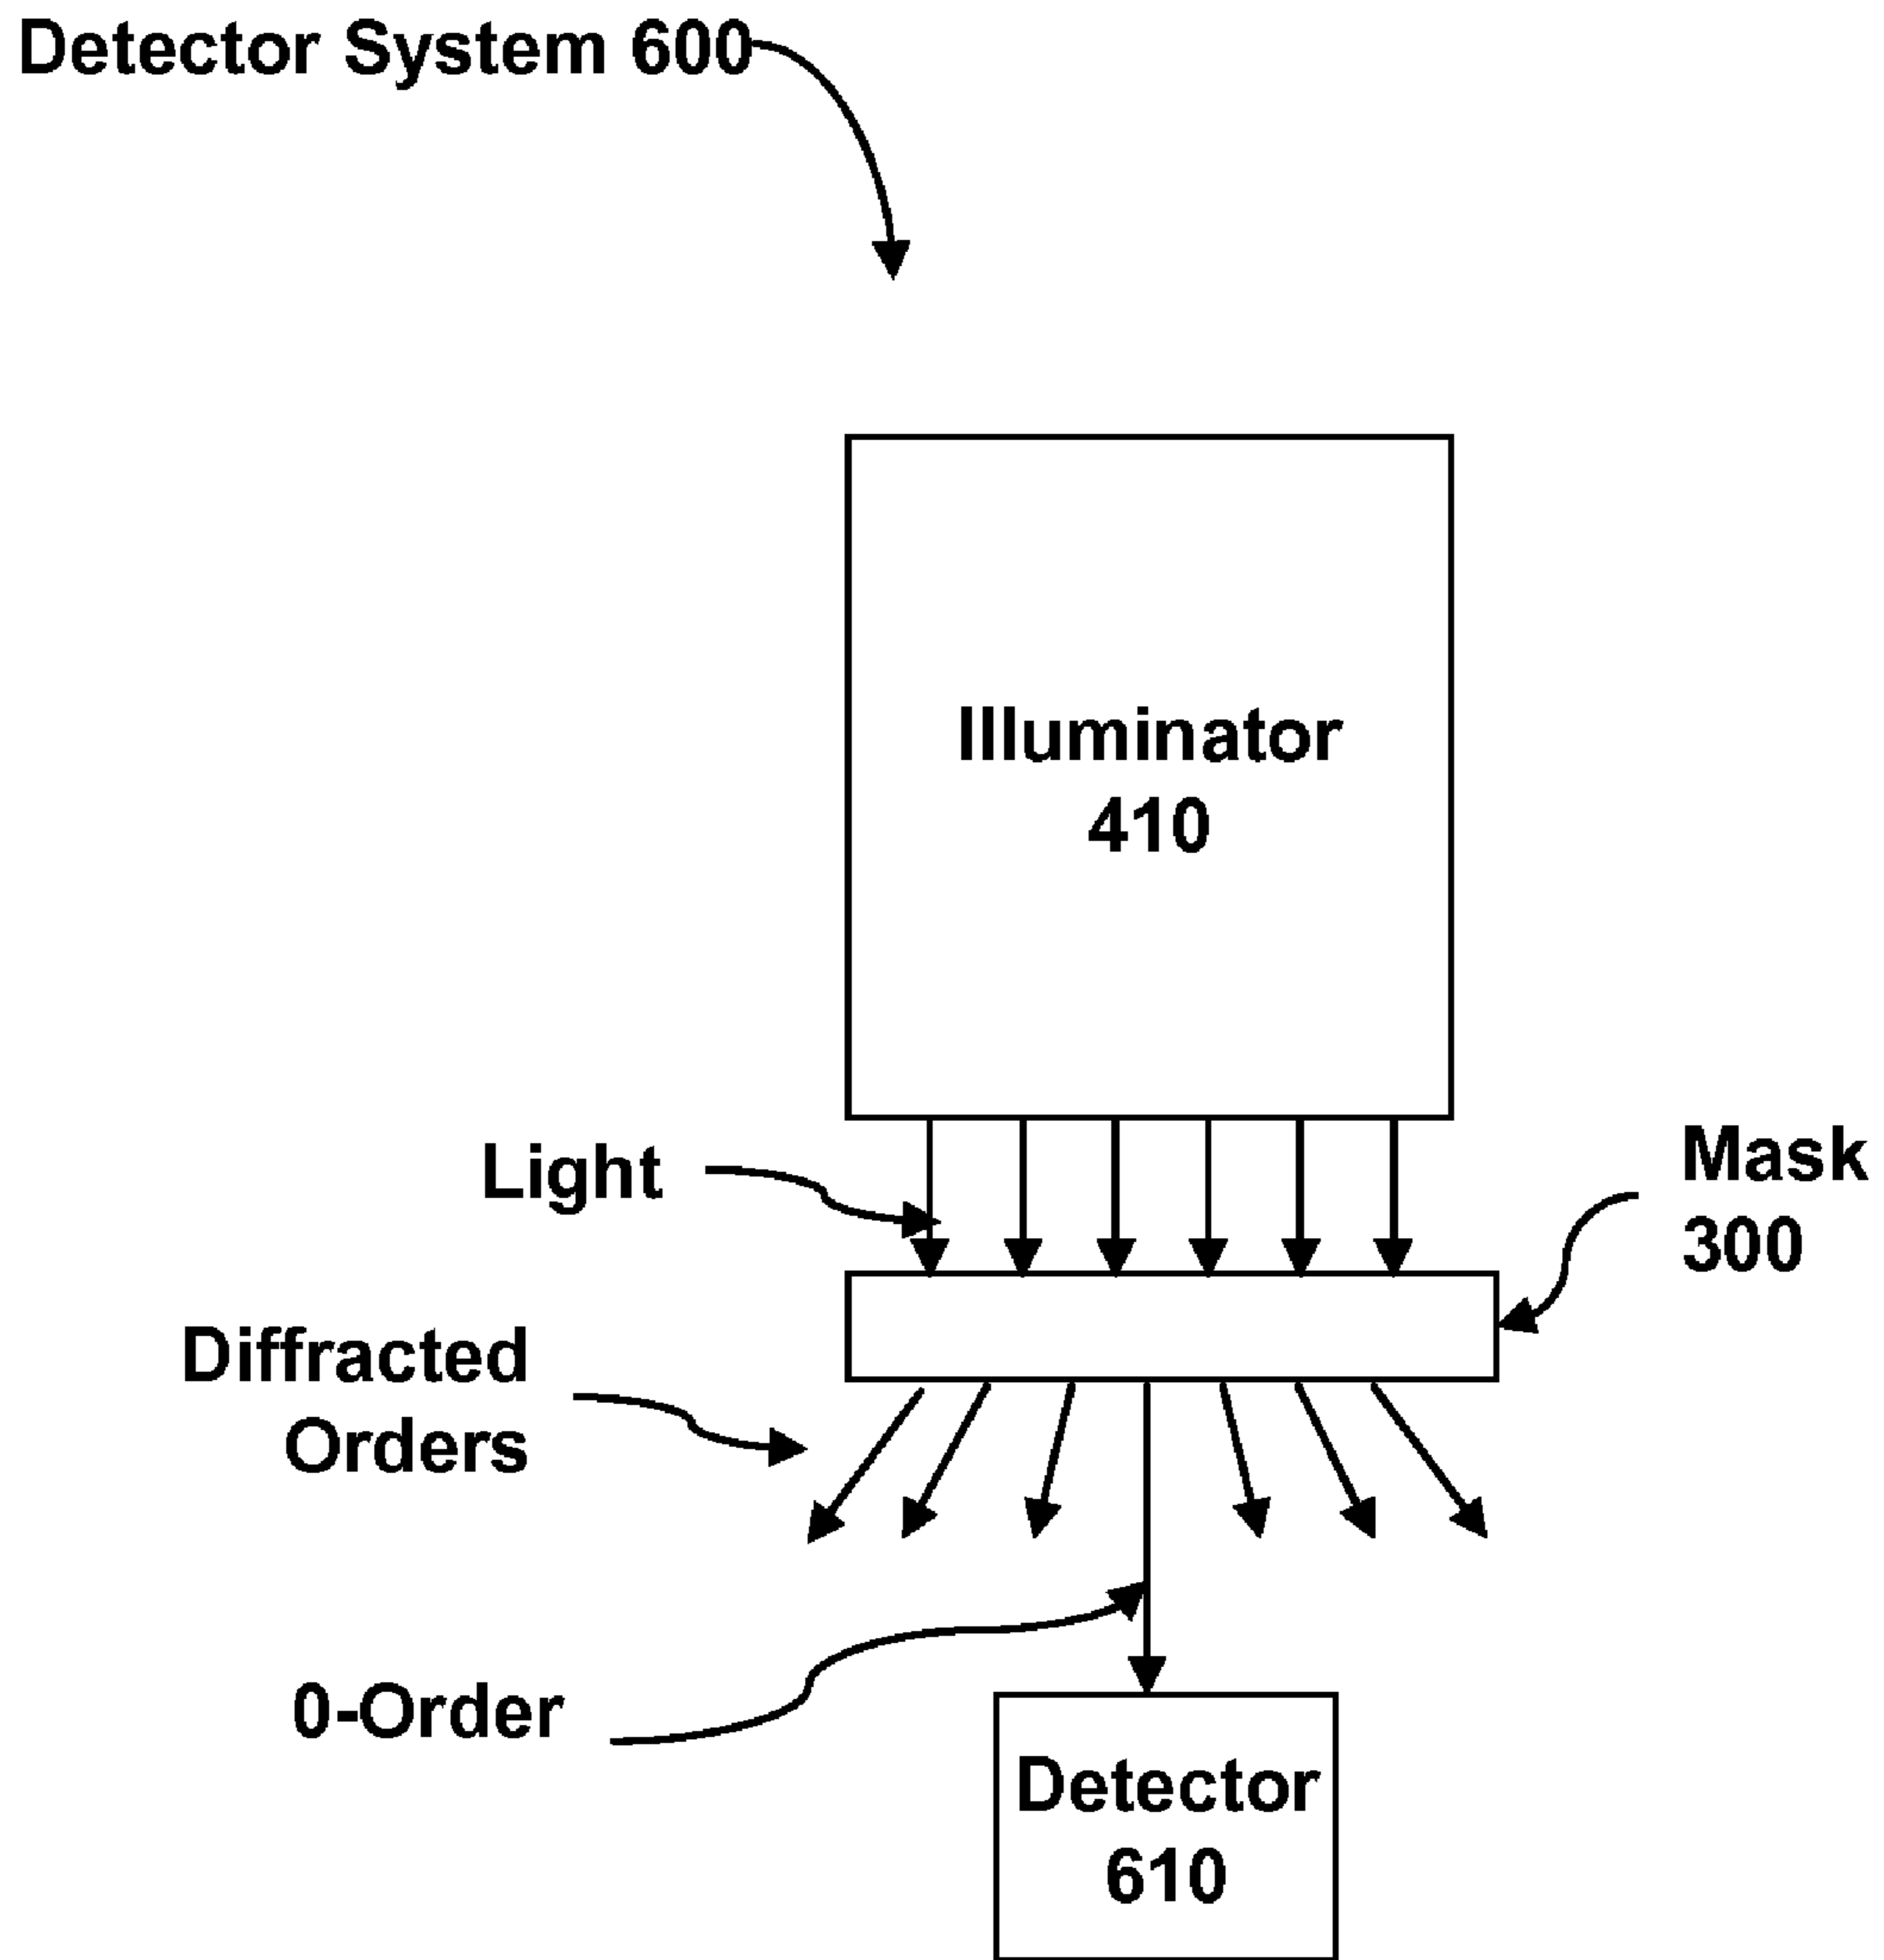 Detector System 600
Illuminator
410
Light
Mask
300
Diffracted
Orders
0-Order
Detector
610